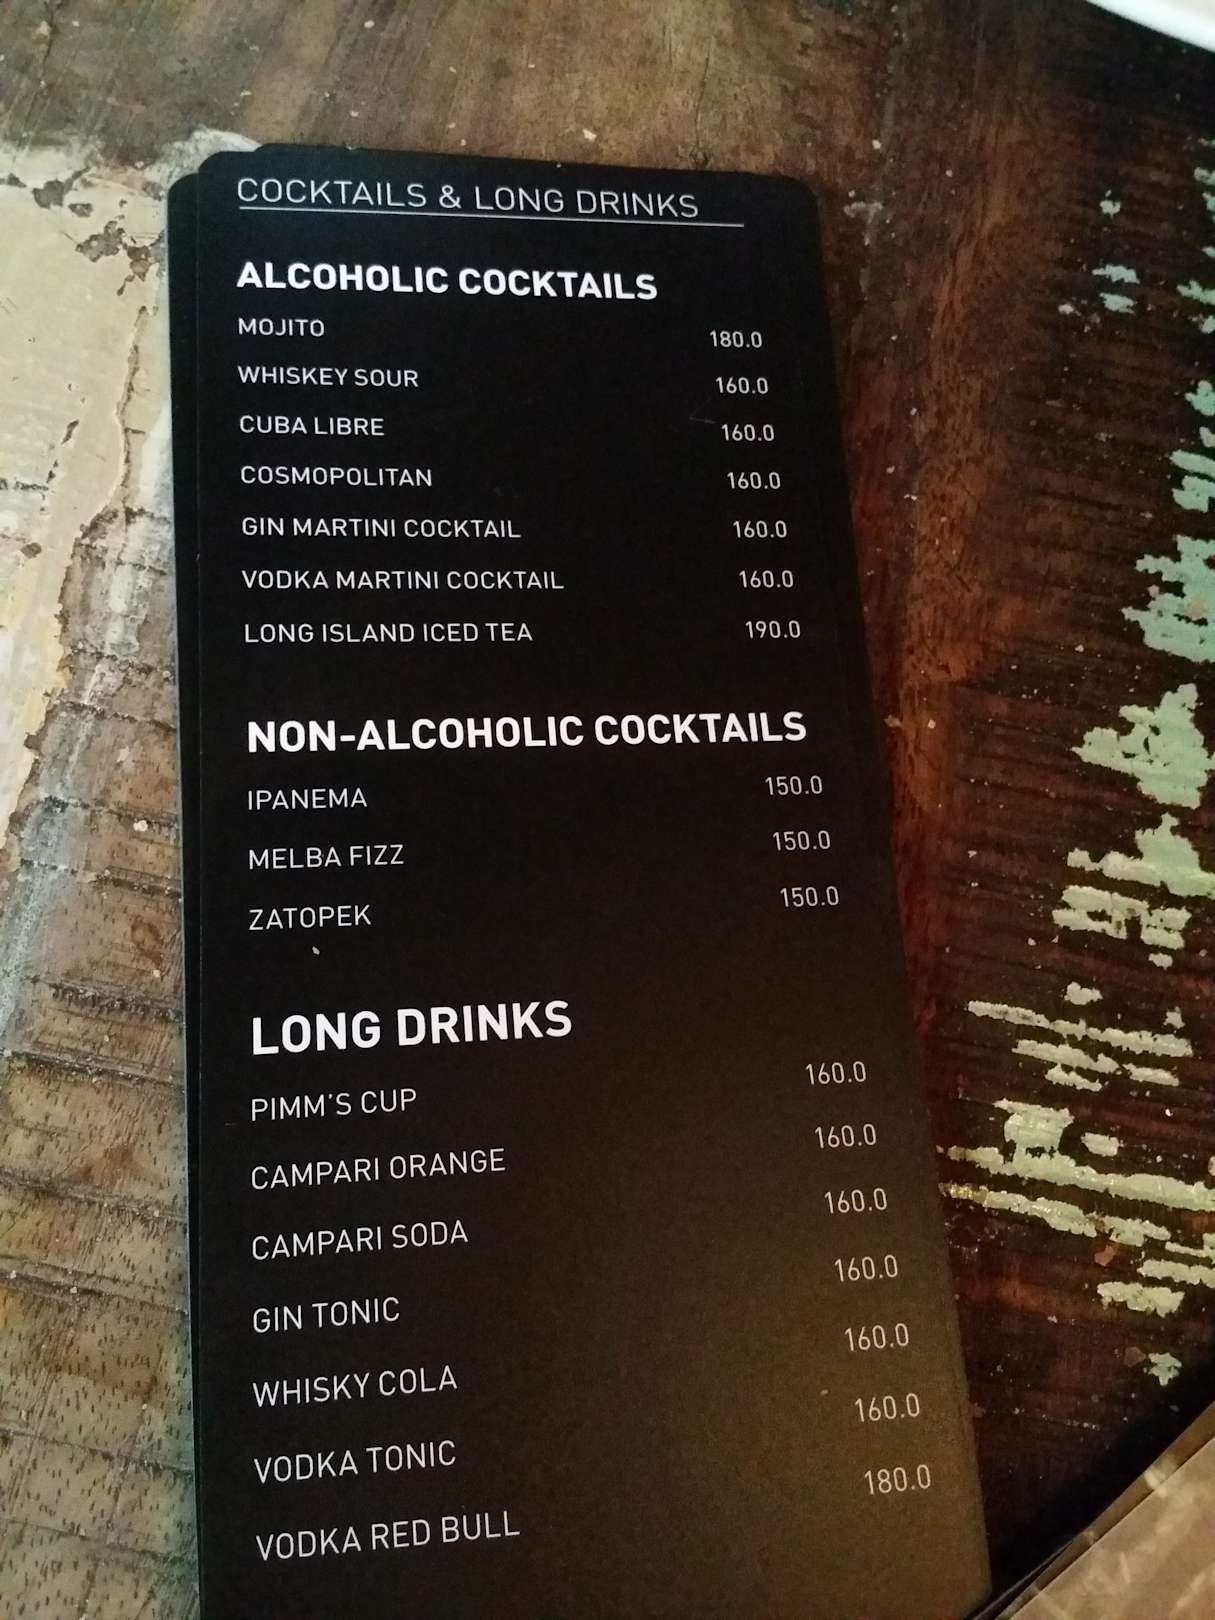 COCKTAILS & LONG DRINKS
ALCOHOLIC COCKTAILS
MOJITO 180.0
WHISKEY SOUR 160.0
CUBA LIBRE 160.0
COSMOPOLITAN 160.0
GIN MARTINI COCKTAIL 160.0
VODKA MARTINI COCKTAIL 160.0
LONG ISLAND ICED TEA 190.0
NON-ALCOHOLIC COCKTAILS
IPANEMA 150.0
MELBA FIZZ 150.0
ZATOPEK 150.0
LONG DRINKS
PIMM'S CUP 160.0
CAMPARI ORANGE 160.0
CAMPARI SODA 160.0
GIN TONIC 160.0
WHISKY COLA 160.0
VODKA TONIC 160.0
VODKA RED BULL 180.0